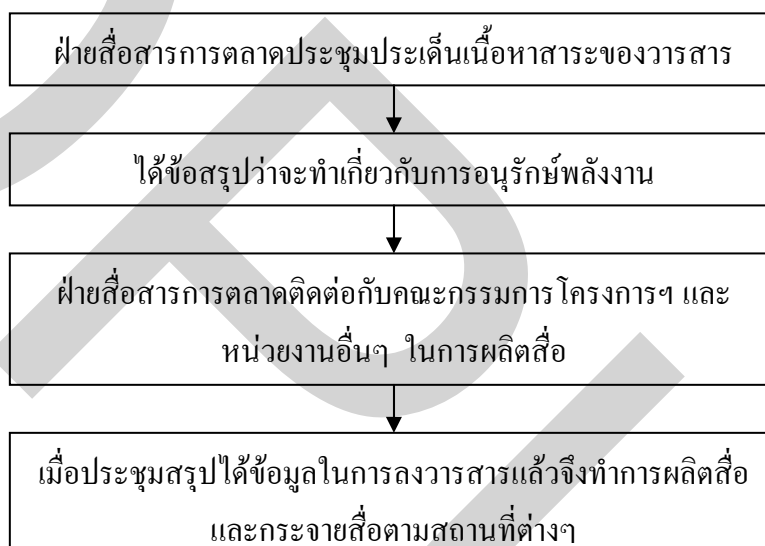 ฝ่ายสื่อสารการตลาดประชุมประเด็นเนื้อหาสาระของวารสาร
ได้ข้อสรุปว่าจะทำเกี่ยวกับการอนุรักษ์พลังงาน
ฝ่ายสื่อสารการตลาดติดต่อกับคณะกรรมการโครงการฯ และ
หน่วยงานอื่นๆ ในการผลิตสื่อ
เมื่อประชุมสรุปได้ข้อมูลในการลงวารสารแล้วจึงทำการผลิตสื่อ
และกระจายสื่อตามสถานที่ต่างๆ